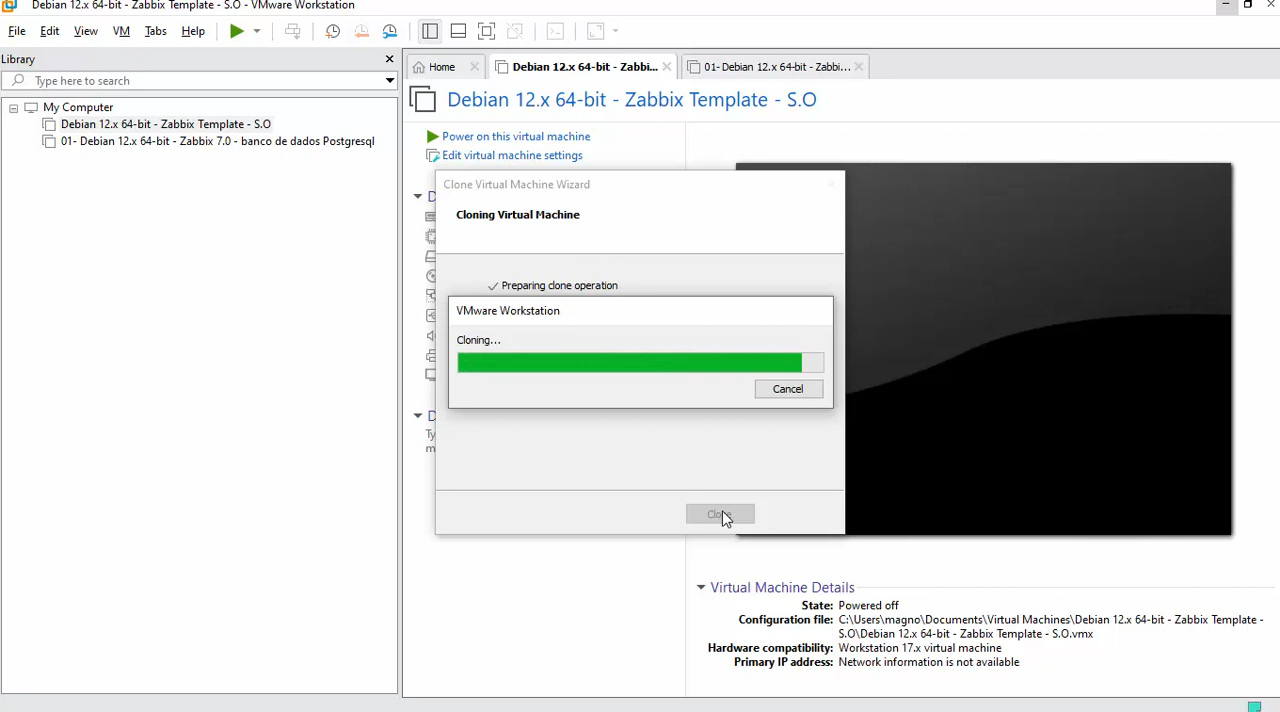 Debian 12.x 64-bit - Zabbix Template - S.O - VMware Workstation
File Edit View VM Tabs Help
Library
Type here to search
My Computer
Debian 12.x 64-bit - Zabbix Template - S.O
01- Debian 12.x 64-bit - Zabbix 7.0 - banco de dados Postgresql
Home
Debian 12.x 64-bit - Zabbi...
01- Debian 12.x 64-bit - Zabbi...
Debian 12.x 64-bit - Zabbix Template - S.O
Power on this virtual machine
Edit virtual machine settings
Clone Virtual Machine Wizard
Cloning Virtual Machine
Preparing clone operation
VMware Workstation
Cloning...
Cancel
Virtual Machine Details
State: Powered off
Configuration file: C:\Users\magno\Documents\Virtual Machines\Debian 12.x 64-bit - Zabbix Template -
S.O\Debian 12.x 64-bit - Zabbix Template - S.O.vmx
Hardware compatibility: Workstation 17.x virtual machine
Primary IP address: Network information is not available